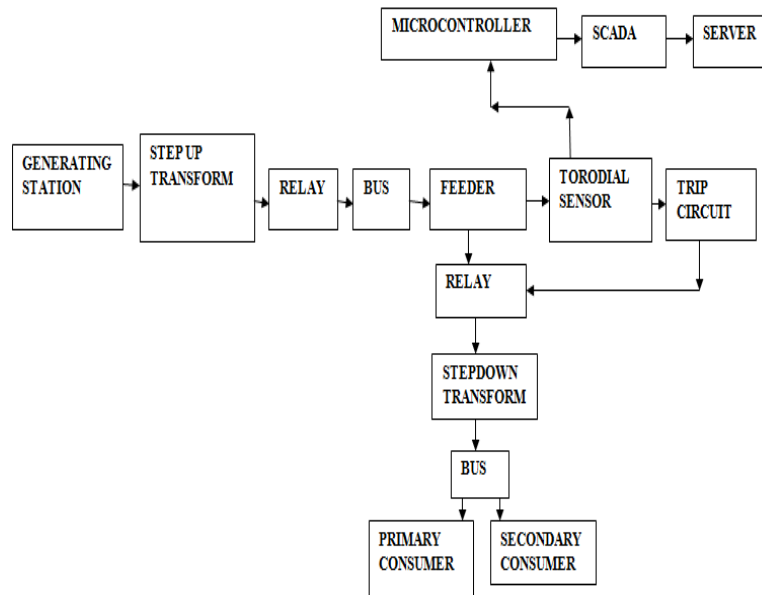 MICROCONTROLLER
SCADA
SERVER
GENERATING
STATION
STEP UP
TRANSFORM
RELAY
BUS
FEEDER
TORODIAL
SENSOR
TRIP
CIRCUIT
RELAY
STEPDOWN
TRANSFORM
BUS
PRIMARY
CONSUMER
SECONDARY
CONSUMER